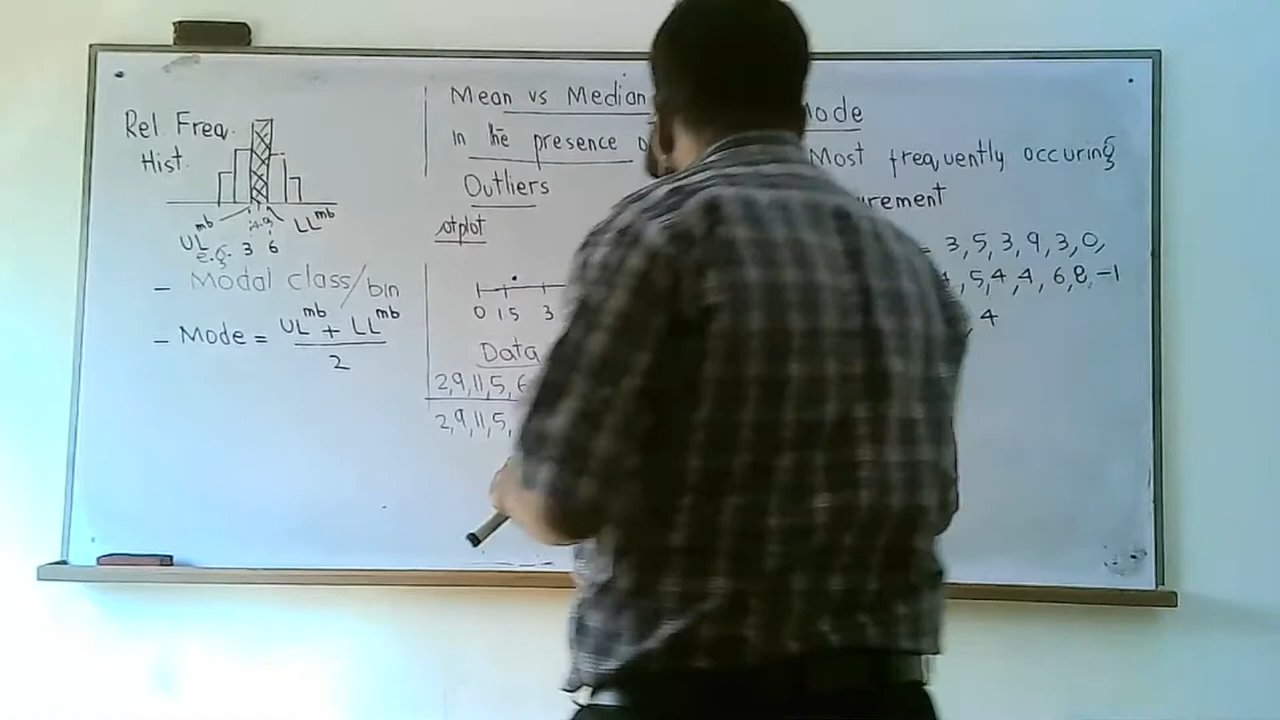 Rel. Freq.
Hist.
UL mb
LL mb
e.g. 3 6
- Modal class/bin
- Mode = UL mb + LL mb
2
Mean vs Median
in the presence
Outliers
otplot
0 1 5 3
Data
2,9,11,5,6
2,9,11,5,
ode
Most frequently occuring
urement
= 3,5,3,9,3,0,
4,5,4,4,6,8,-1
, 4